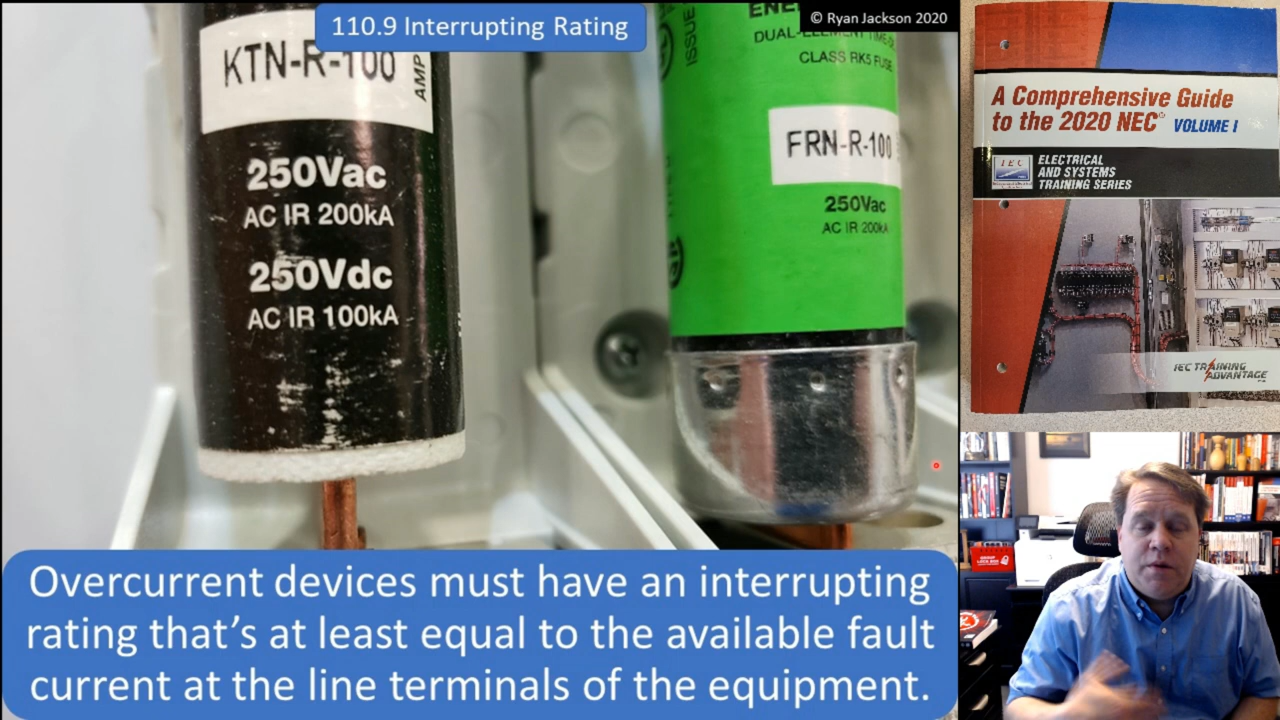 110.9 Interrupting Rating
© Ryan Jackson 2020
KTN-R-100
AMP
250Vac
AC IR 200kA
250Vdc
AC IR 100kA
ISSUE
DUAL-ELEMENT TIME-
CLASS RK5 FUSE
FRN-R-100
250Vac
AC IR 200kA
Overcurrent devices must have an interrupting
rating that’s at least equal to the available fault
current at the line terminals of the equipment.
A Comprehensive Guide
to the 2020 NEC® VOLUME I
IEC
ELECTRICAL
AND SYSTEMS
TRAINING SERIES
IEC TRAINING
ADVANTAGE